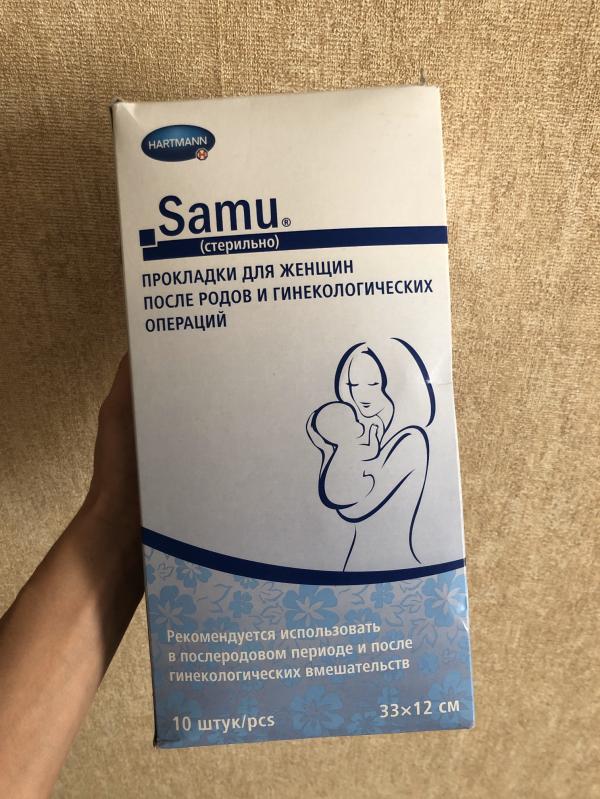 HARTMANN
Samu®
(стерильно)
ПРОКЛАДКИ ДЛЯ ЖЕНЩИН
ПОСЛЕ РОДОВ И ГИНЕКОЛОГИЧЕСКИХ
ОПЕРАЦИЙ
Рекомендуется использовать
в послеродовом периоде и после
гинекологических вмешательств
10 штук/pcs
33×12 см